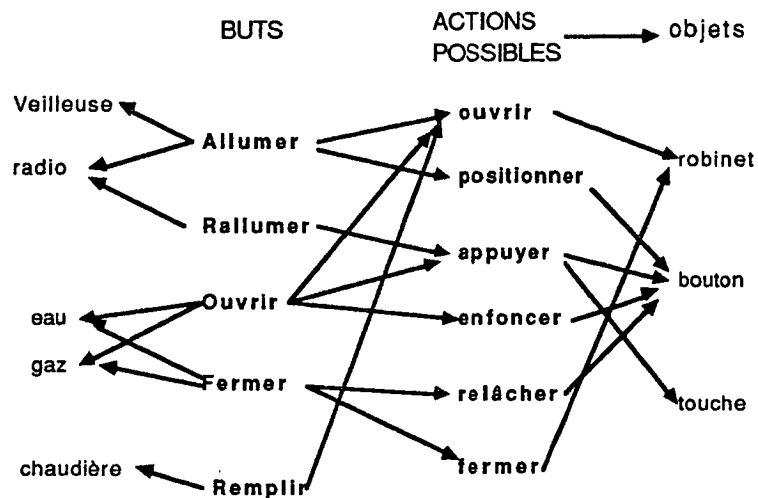 BUTS
ACTIONS
POSSIBLES
objets
Veilleuse
radio
eau
gaz
chaudière
Allumer
Rallumer
Ouvrir
Fermer
Remplir
ouvrir
positionner
appuyer
enfoncer
relâcher
fermer
robinet
bouton
touche